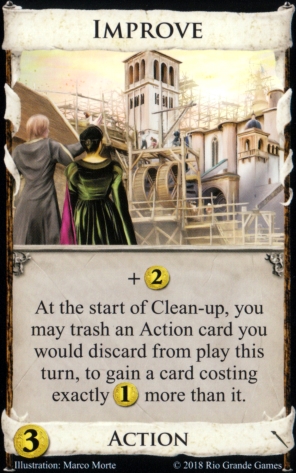 IMPROVE
+ 2
At the start of Clean-up, you
may trash an Action card you
would discard from play this
turn, to gain a card costing
exactly 1 more than it.
3
ACTION
Illustration: Marco Morte © 2018 Rio Grande Games